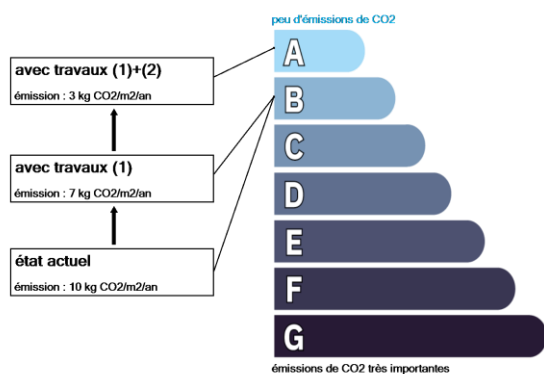 peu d'émissions de CO2
avec travaux (1)+(2)
émission : 3 kg CO2/m2/an
avec travaux (1)
émission : 7 kg CO2/m2/an
état actuel
émission : 10 kg CO2/m2/an
A
B
C
D
E
F
G
émissions de CO2 très importantes